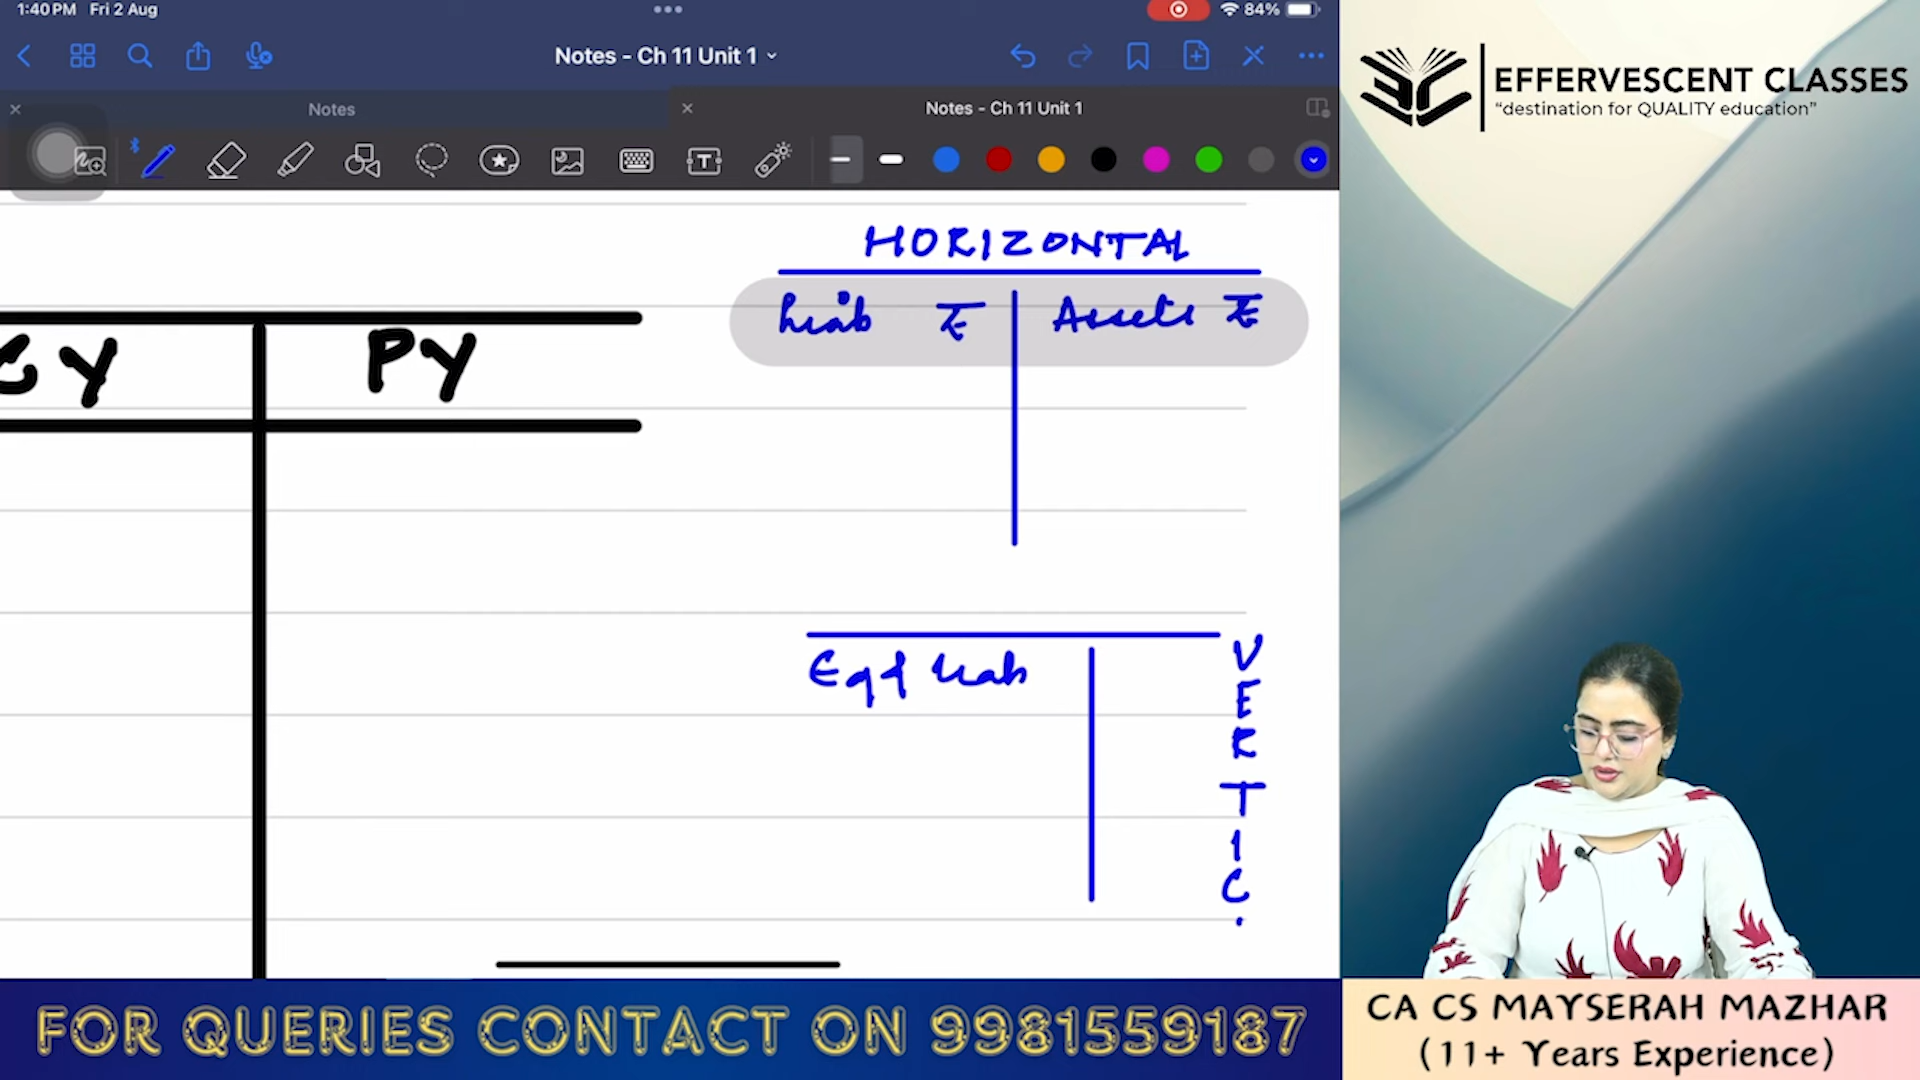 1:40 PM Fri 2 Aug
84%
Notes - Ch 11 Unit 1
Notes
Notes - Ch 11 Unit 1
EFFERVESCENT CLASSES
"destination for QUALITY education"
HORIZONTAL
Liab ₹ Assets ₹
CY PY
Eq & Liab
VERTIC.
FOR QUERIES CONTACT ON 9981559187
CA CS MAYSERAH MAZHAR
(11+ Years Experience)